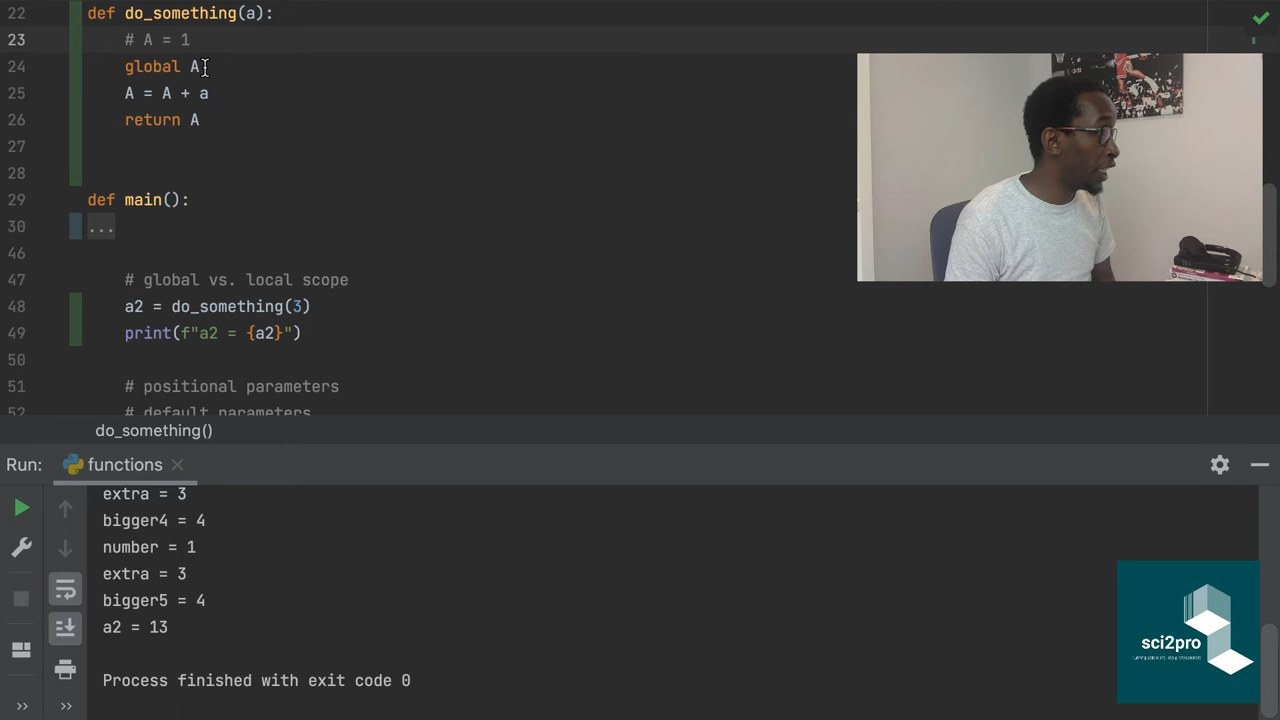 22 def do_something(a):
23 # A = 1
24 global A
25 A = A + a
26 return A
27
28
29 def main():
30 ...
46
47 # global vs. local scope
48 a2 = do_something(3)
49 print(f"a2 = {a2}")
50
51 # positional parameters
52 # default parameters
do_something()
Run: functions
extra = 3
bigger4 = 4
number = 1
extra = 3
bigger5 = 4
a2 = 13
Process finished with exit code 0
sci2pro